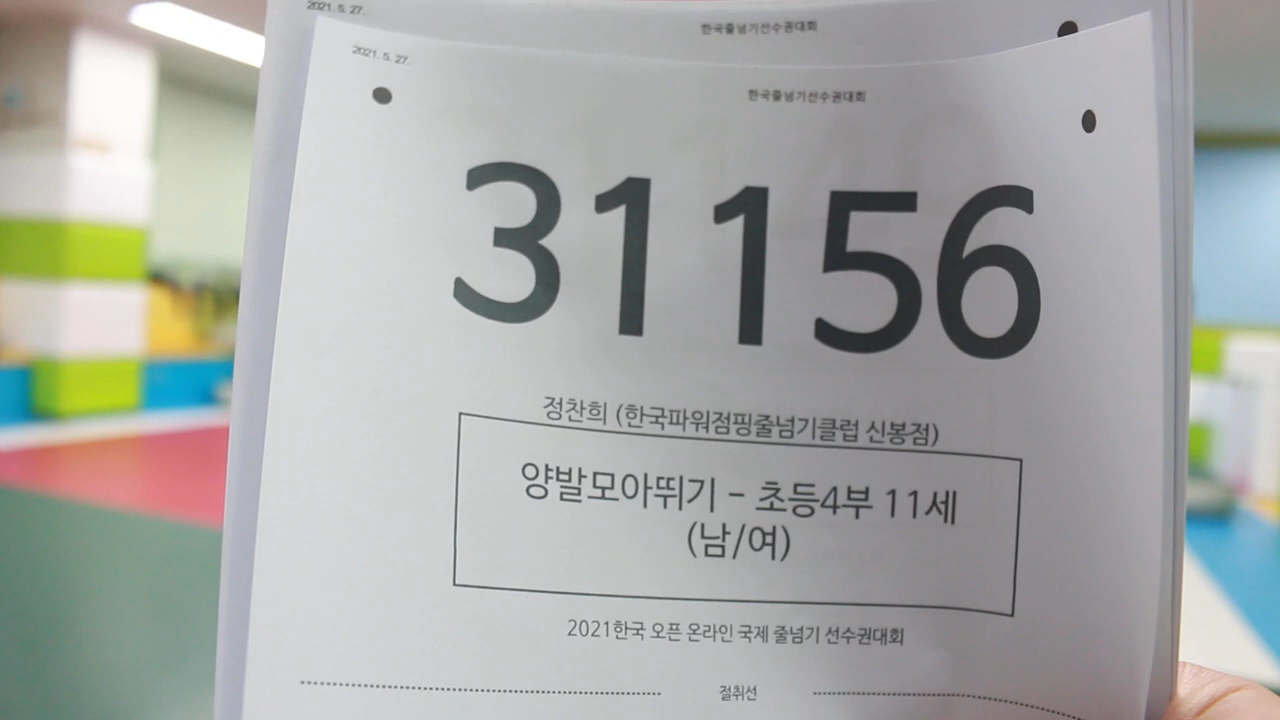 2021. 5. 27.
한국줄넘기선수권대회
2021. 5. 27.
한국줄넘기선수권대회
31156
정찬희 (한국파워점핑줄넘기클럽 신봉점)
양발모아뛰기 - 초등4부 11세
(남/여)
2021한국 오픈 온라인 국제 줄넘기 선수권대회
절취선